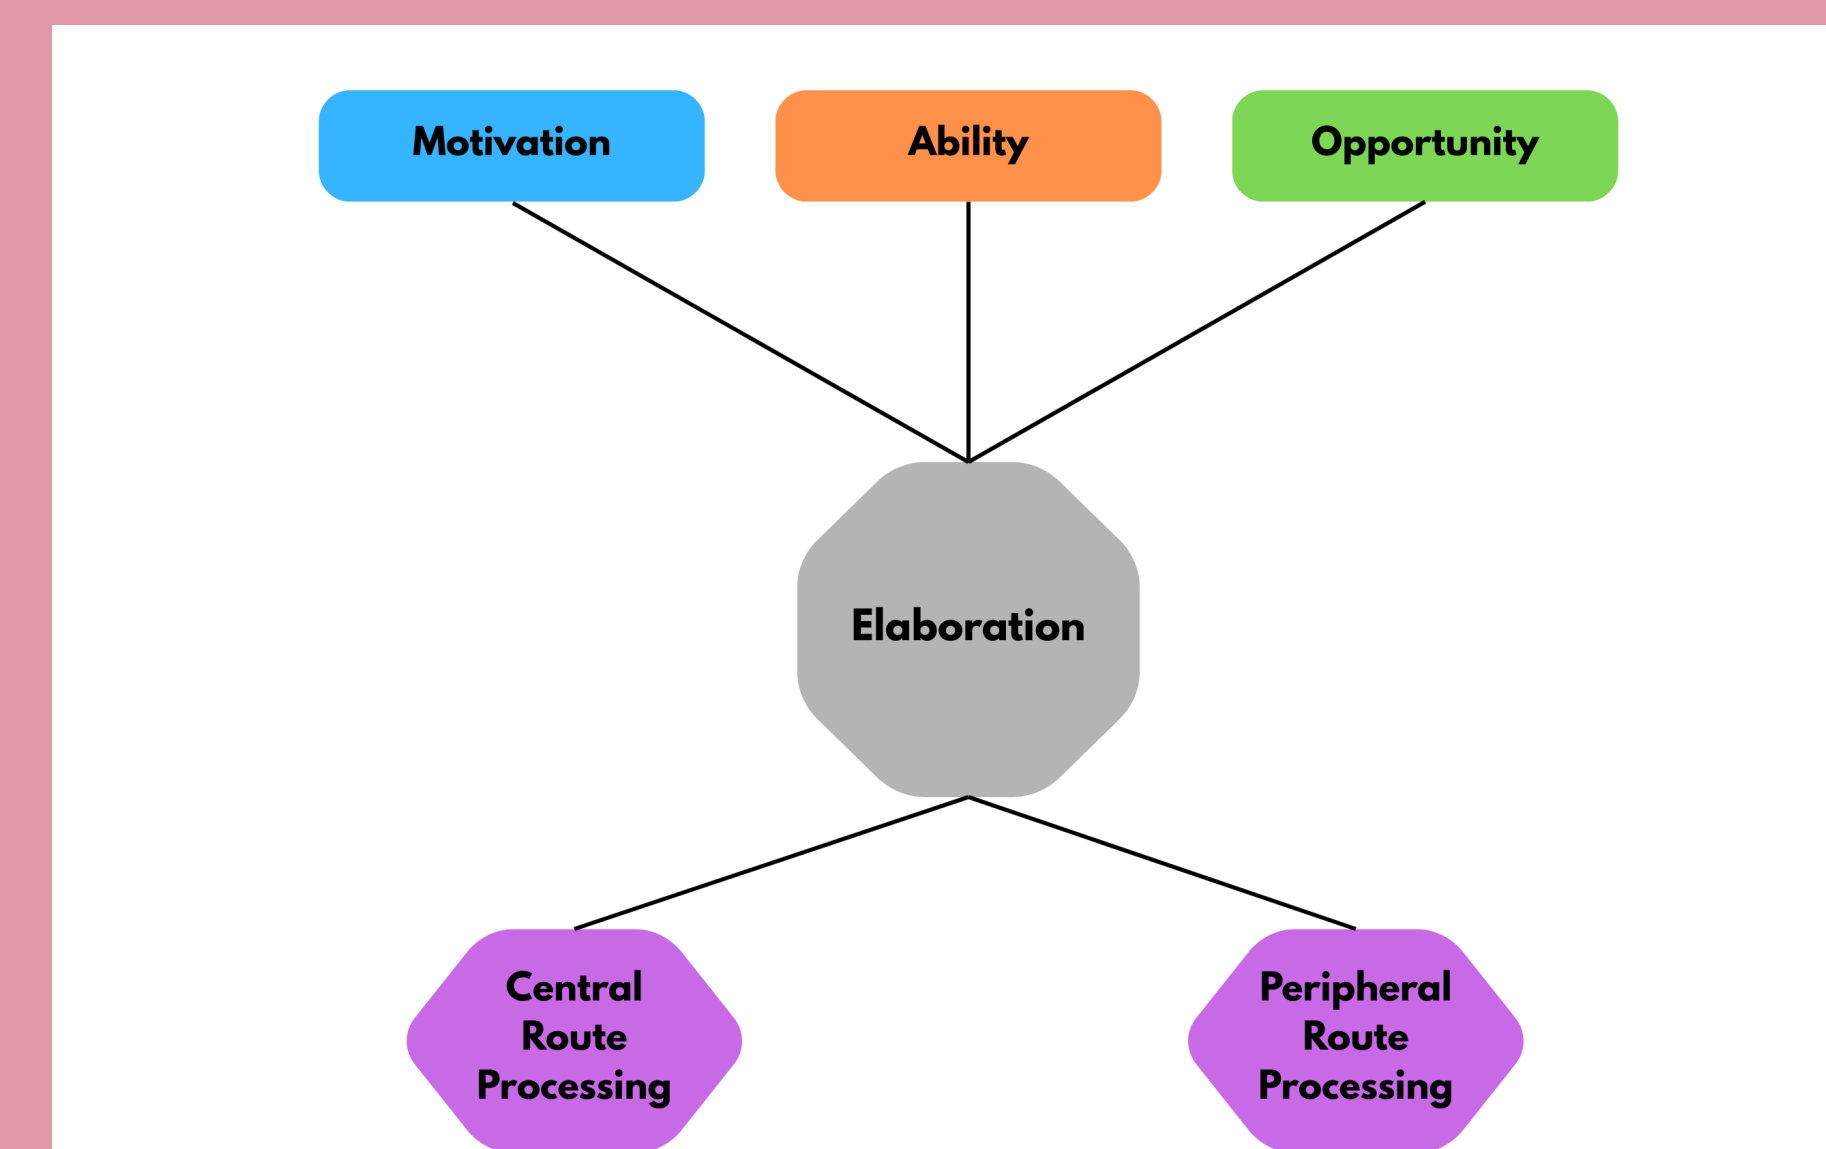 Motivation
Ability
Opportunity
Elaboration
Central
Route
Processing
Peripheral
Route
Processing